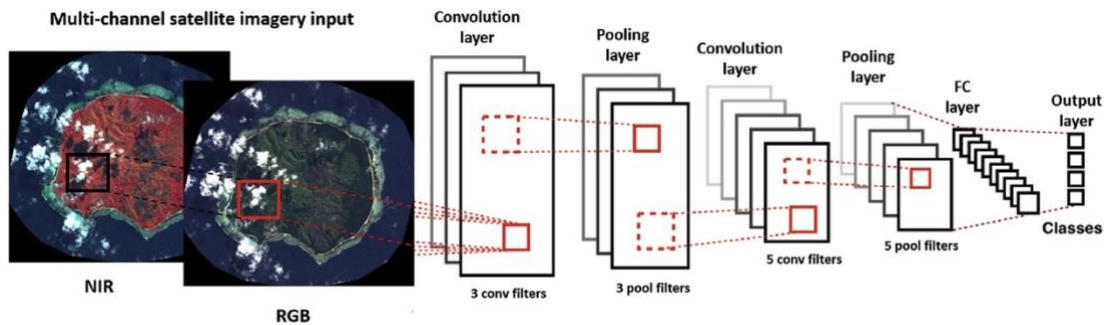 Multi-channel satellite imagery input
NIR
RGB
Convolution
layer
3 conv filters
Pooling
layer
3 pool filters
Convolution
layer
5 conv filters
Pooling
layer
5 pool filters
FC
layer
Output
layer
Classes